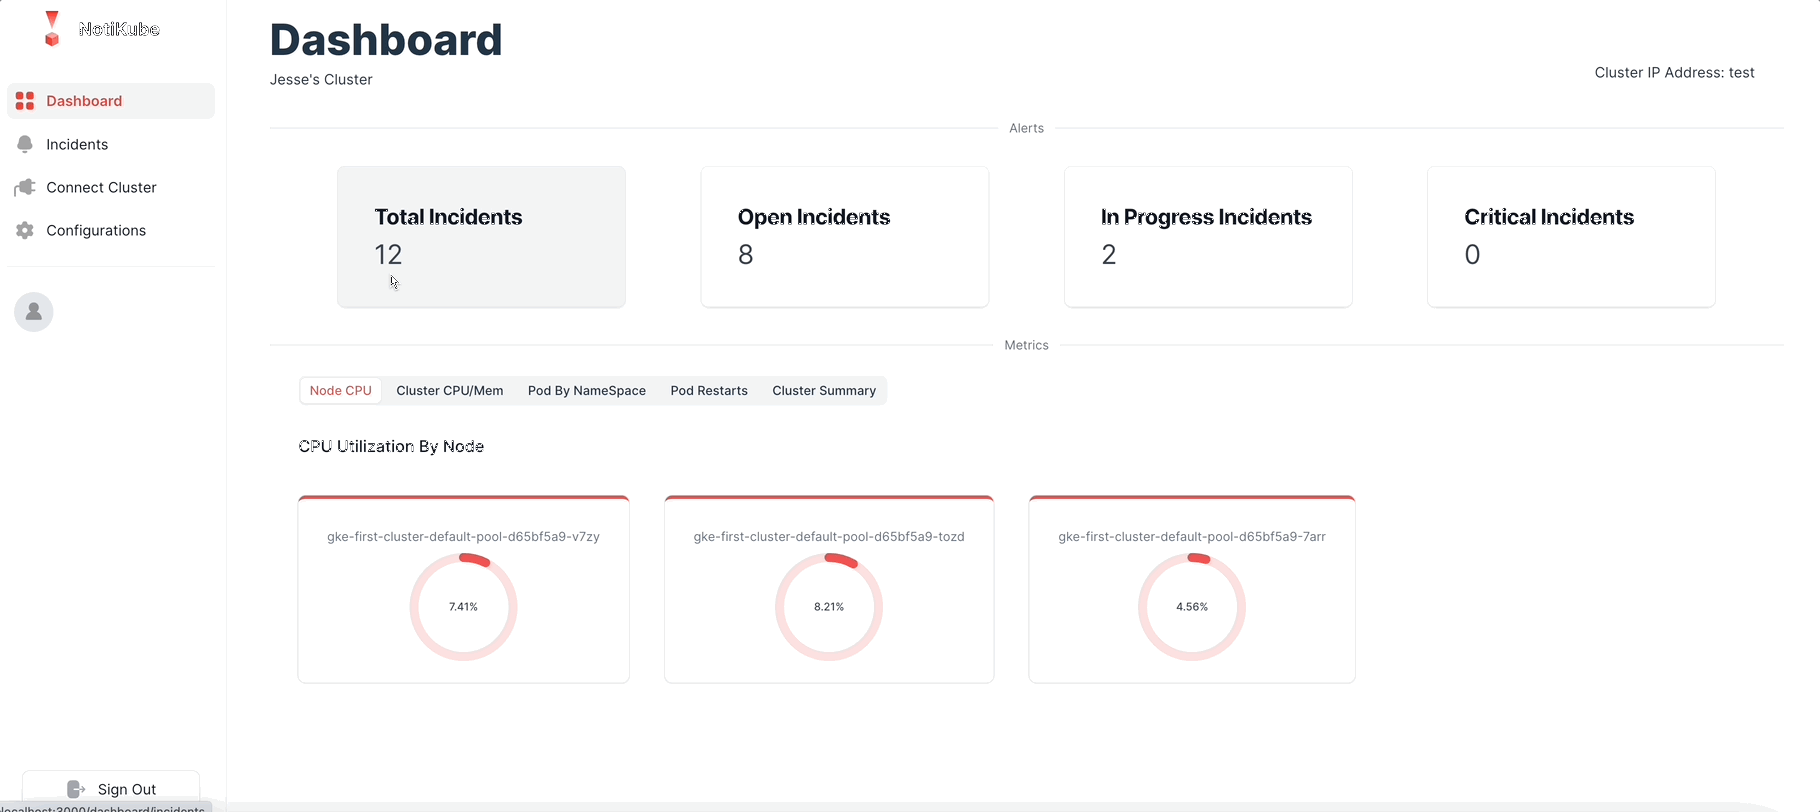 NotiKube
Dashboard
Incidents
Connect Cluster
Configurations
Sign Out
localhost:3000/dashboard/incidents
Dashboard
Jesse's Cluster
Cluster IP Address: test
Alerts
Total Incidents
12
Open Incidents
8
In Progress Incidents
2
Critical Incidents
0
Metrics
Node CPU Cluster CPU/Mem Pod By NameSpace Pod Restarts Cluster Summary
CPU Utilization By Node
gke-first-cluster-default-pool-d65bf5a9-v7zy
7.41%
gke-first-cluster-default-pool-d65bf5a9-tozd
8.21%
gke-first-cluster-default-pool-d65bf5a9-7arr
4.56%